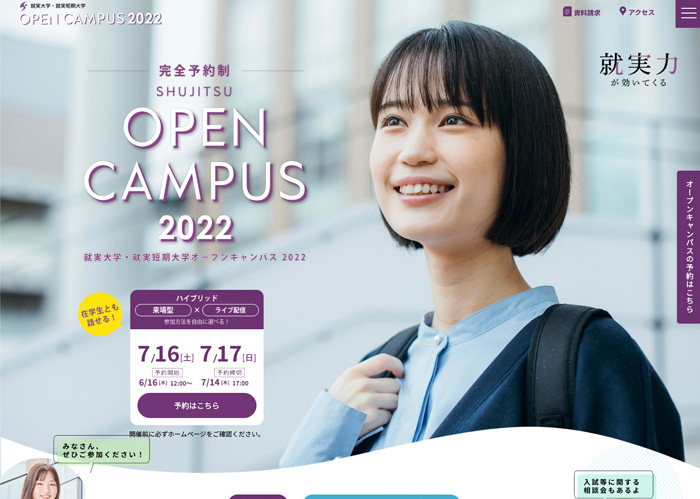 就実大学・就実短期大学
OPEN CAMPUS 2022
資料請求
アクセス
完全予約制
SHUJITSU
OPEN
CAMPUS
2022
就実大学・就実短期大学オープンキャンパス 2022
就実力
が効いてくる
オープンキャンパスの予約はこちら
在学生とも
話せる！
ハイブリッド
来場型 × ライブ配信
参加方法を自由に選べる！
7/16[土] 7/17[日]
予約開始 予約締切
6/16[木] 12:00〜 7/14[木] 17:00
予約はこちら
開催前に必ずホームページをご確認ください。
みなさん、
ぜひご参加ください！
入試等に関する
相談会もあるよ